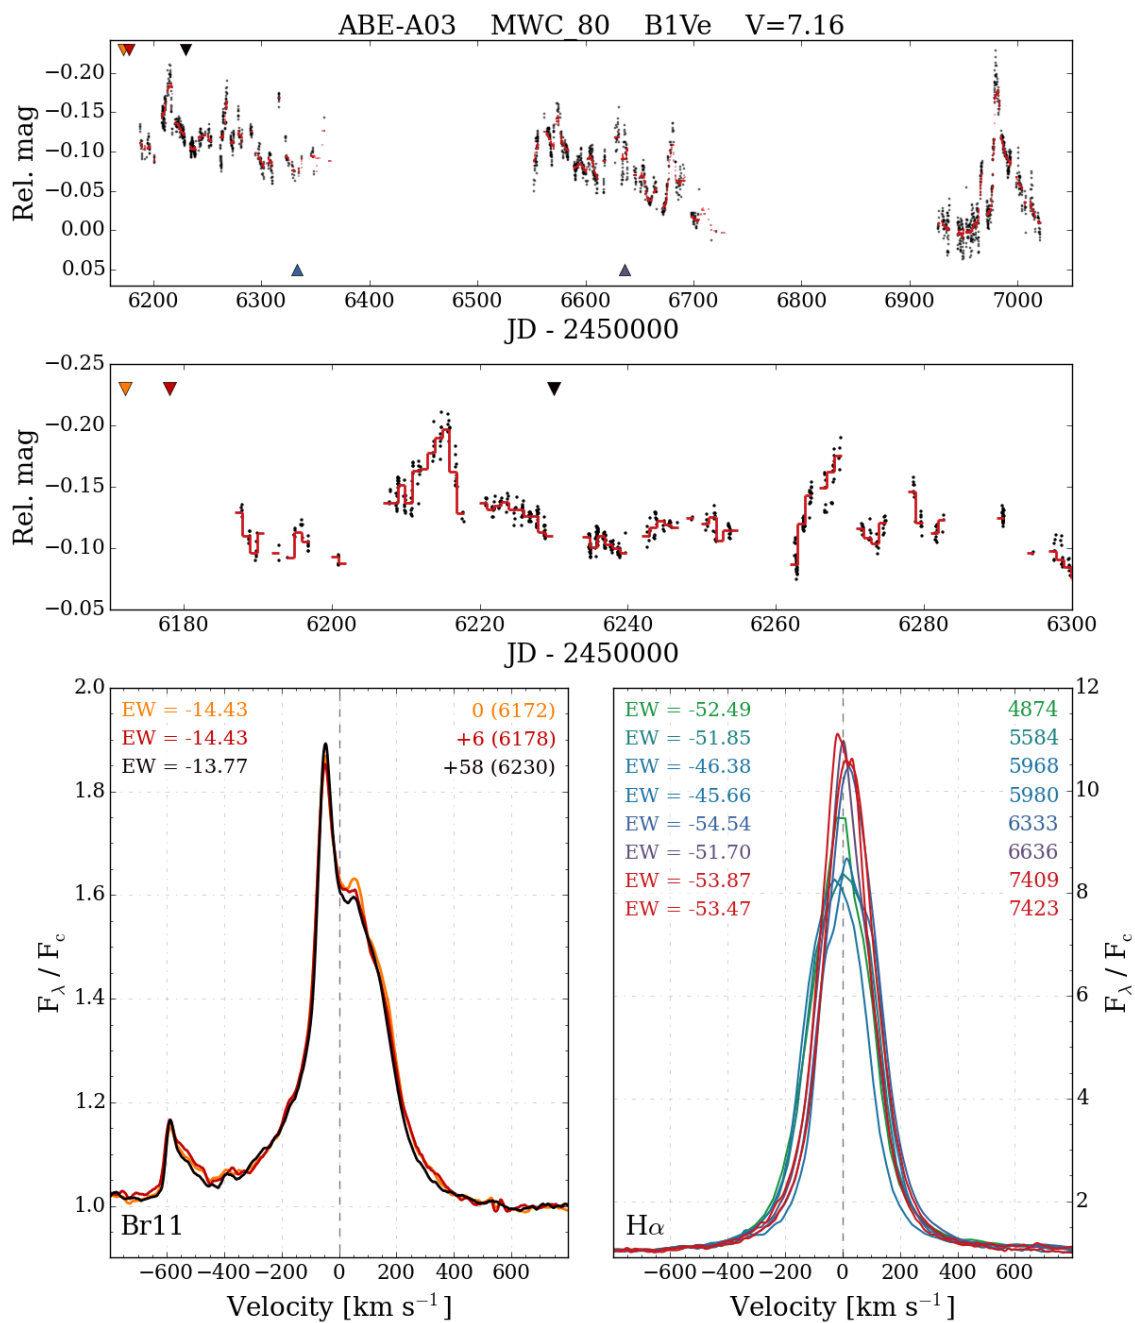 ABE-A03 MWC_80 B1Ve V=7.16
Rel. mag
−0.20
−0.15
−0.10
−0.05
0.00
0.05
6200 6300 6400 6500 6600 6700 6800 6900 7000
JD - 2450000
Rel. mag
−0.25
−0.20
−0.15
−0.10
−0.05
6180 6200 6220 6240 6260 6280 6300
JD - 2450000
F_λ / F_c
2.0
1.8
1.6
1.4
1.2
1.0
EW = -14.43 0 (6172)
EW = -14.43 +6 (6178)
EW = -13.77 +58 (6230)
Br11
−600 −400 −200 0 200 400 600
Velocity [km s⁻¹]
EW = -52.49 4874
EW = -51.85 5584
EW = -46.38 5968
EW = -45.66 5980
EW = -54.54 6333
EW = -51.70 6636
EW = -53.87 7409
EW = -53.47 7423
Hα
12
10
8
6
4
2
F_λ / F_c
−600 −400 −200 0 200 400 600
Velocity [km s⁻¹]